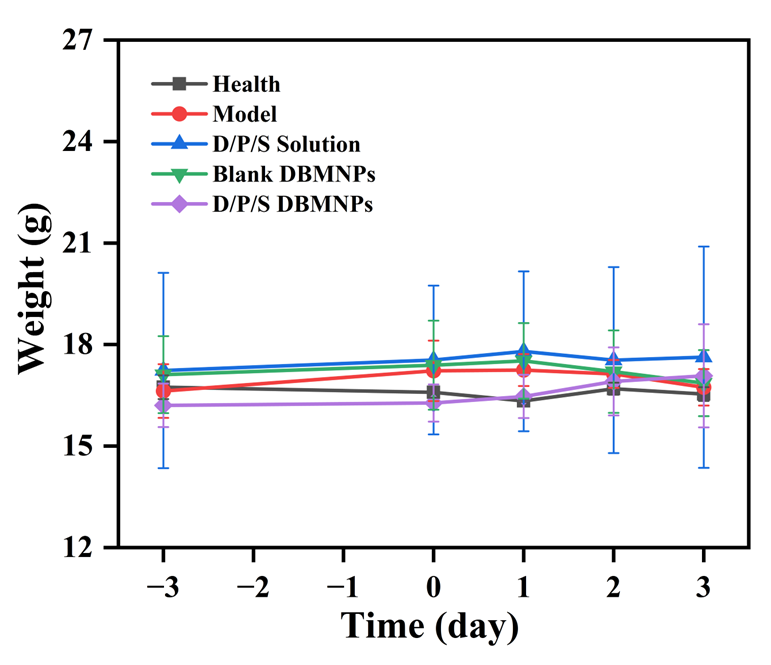 27
24
21
18
15
12
Weight (g)
Health
Model
D/P/S Solution
Blank DBMNPs
D/P/S DBMNPs
−3 −2 −1 0 1 2 3
Time (day)